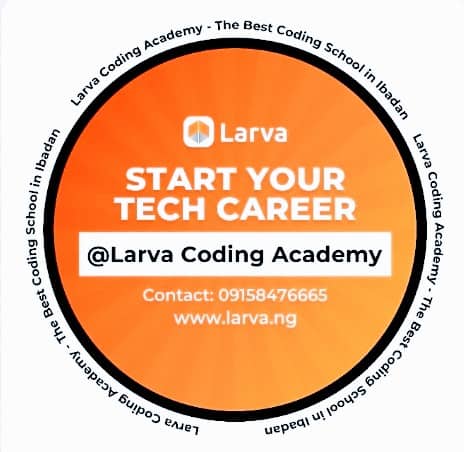 Larva Coding Academy - The Best Coding School in Ibadan
Larva Coding Academy - The Best Coding School in Ibadan
Larva Coding Academy - The Best Coding School in Ibadan
Larva
START YOUR
TECH CAREER
@Larva Coding Academy
Contact: 09158476665
www.larva.ng